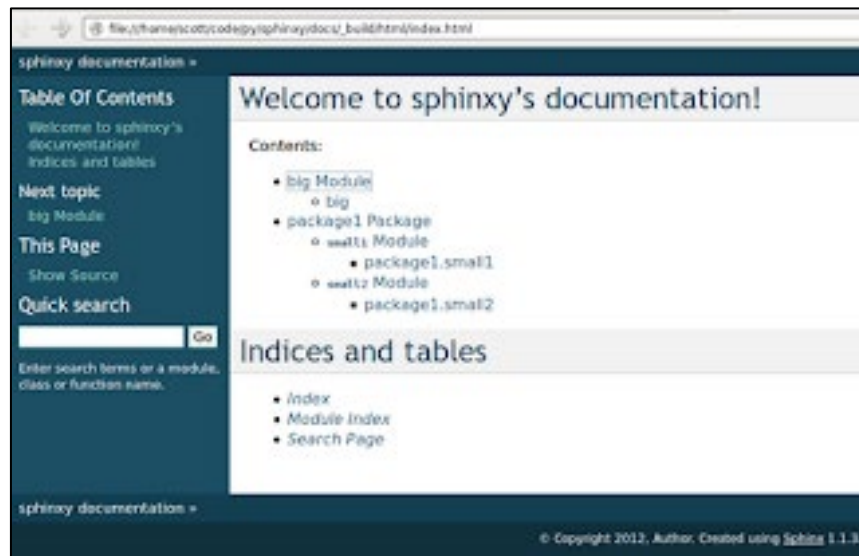 file:///home/scott/code/py/sphinxy/docs/_build/html/index.html
sphinxy documentation »
Table Of Contents
Welcome to sphinxy's
documentation!
Indices and tables
Next topic
big Module
This Page
Show Source
Quick search
Go
Enter search terms or a module,
class or function name.
Welcome to sphinxy's documentation!
Contents:
big Module
big
package1 Package
small1 Module
package1.small1
small2 Module
package1.small2
Indices and tables
Index
Module Index
Search Page
sphinxy documentation »
© Copyright 2012, Author. Created using Sphinx 1.1.3